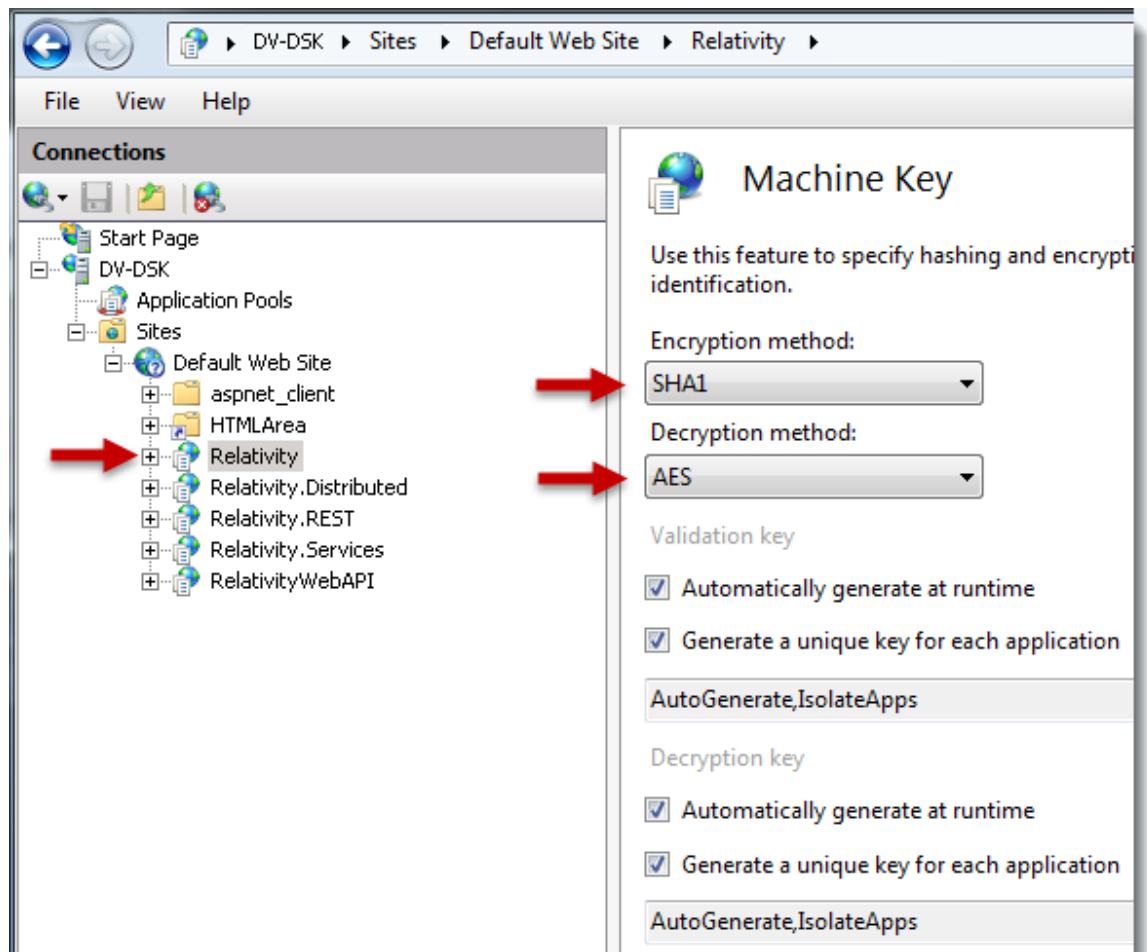 DV-DSK Sites Default Web Site Relativity
File View Help
Connections
Start Page
DV-DSK
Application Pools
Sites
Default Web Site
aspnet_client
HTMLArea
Relativity
Relativity.Distributed
Relativity.REST
Relativity.Services
RelativityWebAPI
Machine Key
Use this feature to specify hashing and encrypti
identification.
Encryption method:
SHA1
Decryption method:
AES
Validation key
Automatically generate at runtime
Generate a unique key for each application
AutoGenerate,IsolateApps
Decryption key
Automatically generate at runtime
Generate a unique key for each application
AutoGenerate,IsolateApps